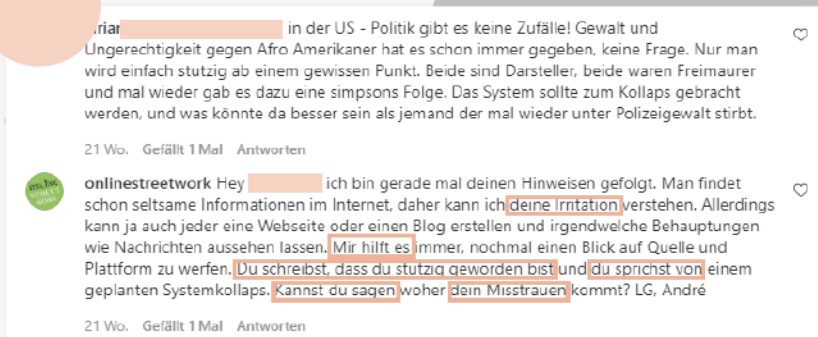 in der US - Politik gibt es keine Zufälle! Gewalt und
Ungerechtigkeit gegen Afro Amerikaner hat es schon immer gegeben, keine Frage. Nur man
wird einfach stutzig ab einem gewissen Punkt. Beide sind Darsteller, beide waren Freimaurer
und mal wieder gab es dazu eine simpsons Folge. Das System sollte zum Kollaps gebracht
werden, und was könnte da besser sein als jemand der mal wieder unter Polizeigewalt stirbt.
21 Wo. Gefällt 1 Mal Antworten
onlinestreetwork Hey ich bin gerade mal deinen Hinweisen gefolgt. Man findet
schon seltsame Informationen im Internet, daher kann ich deine Irritation verstehen. Allerdings
kann ja auch jeder eine Webseite oder einen Blog erstellen und irgendwelche Behauptungen
wie Nachrichten aussehen lassen. Mir hilft es immer, nochmal einen Blick auf Quelle und
Plattform zu werfen. Du schreibst, dass du stutzig geworden bist und du sprichst von einem
geplanten Systemkollaps. Kannst du sagen woher dein Misstrauen kommt? LG, André
21 Wo. Gefällt 1 Mal Antworten